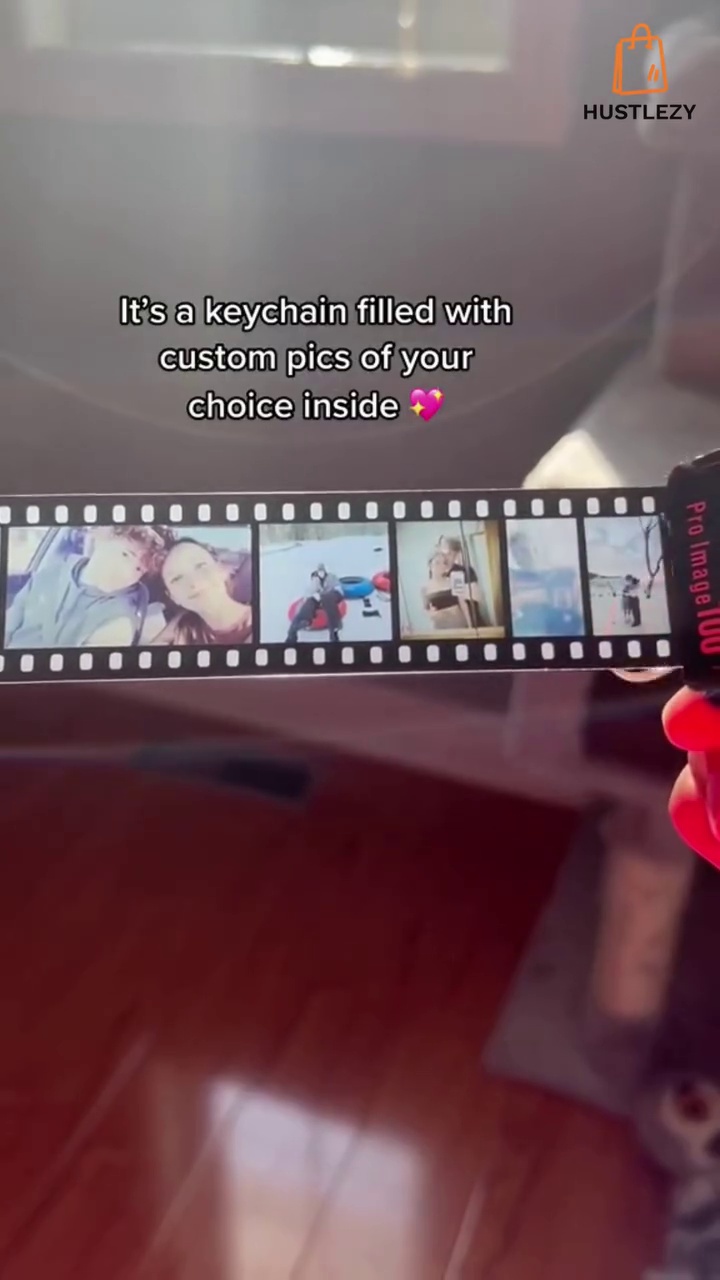 HUSTLEZY
It's a keychain filled with
custom pics of your
choice inside 💖
Pro Image 100